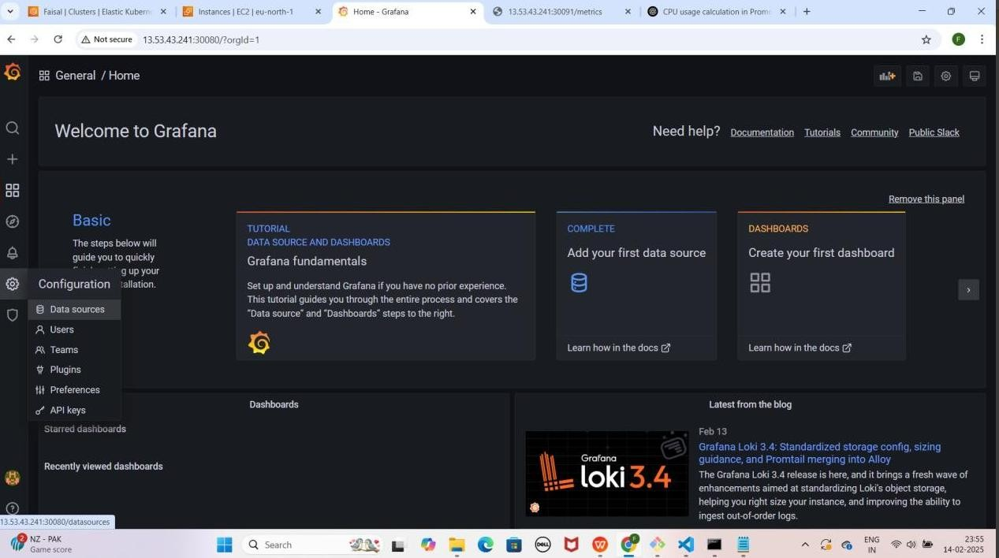 Faisal | Clusters | Elastic Kubern
Instances | EC2 | eu-north-1
Home - Grafana
13.53.43.241:30091/metrics
CPU usage calculation in Prom
Not secure
13.53.43.241:30080/?orgId=1
F
General / Home
Welcome to Grafana
Need help?
Documentation
Tutorials
Community
Public Slack
Remove this panel
Basic
The steps below will
guide you to quickly
g up your
tallation.
TUTORIAL
DATA SOURCE AND DASHBOARDS
Grafana fundamentals
Set up and understand Grafana if you have no prior experience.
This tutorial guides you through the entire process and covers the
“Data source” and “Dashboards” steps to the right.
COMPLETE
Add your first data source
Learn how in the docs
DASHBOARDS
Create your first dashboard
Learn how in the docs
Configuration
Data sources
Users
Teams
Plugins
Preferences
API keys
Dashboards
Starred dashboards
Recently viewed dashboards
Latest from the blog
Grafana
loki 3.4
Feb 13
Grafana Loki 3.4: Standardized storage config, sizing
guidance, and Promtail merging into Alloy
The Grafana Loki 3.4 release is here, and it brings a fresh wave of
enhancements aimed at standardizing Loki's object storage,
helping you right size your instance, and improving the ability to
ingest out-of-order logs.
13.53.43.241:30080/datasources
2
NZ - PAK
Game score
Search
DELL
F
ENG
IN
23:55
14-02-2025